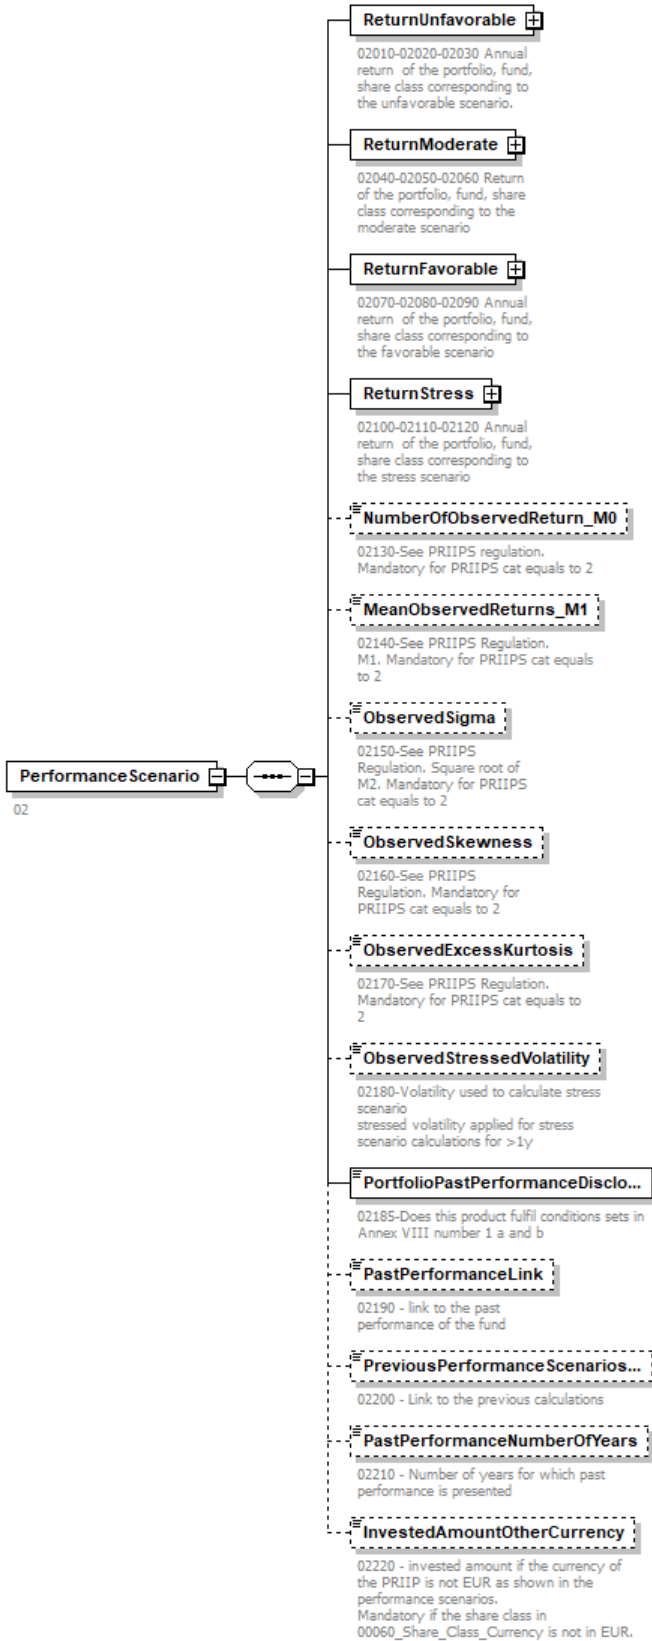 ReturnUnfavorable
02010-02020-02030 Annual
return  of the portfolio, fund,
share class corresponding to
the unfavorable scenario.
ReturnModerate
02040-02050-02060 Return
of the portfolio, fund, share
class corresponding to the
moderate scenario
ReturnFavorable
02070-02080-02090 Annual
return  of the portfolio, fund,
share class corresponding to
the favorable scenario
ReturnStress
02100-02110-02120 Annual
return  of the portfolio, fund,
share class corresponding to
the stress scenario
NumberOfObservedReturn_M0
02130-See PRIIPS regulation.
Mandatory for PRIIPS cat equals to 2
MeanObservedReturns_M1
02140-See PRIIPS Regulation.
M1. Mandatory for PRIIPS cat equals
to 2
ObservedSigma
02150-See PRIIPS
Regulation. Square root of
M2. Mandatory for PRIIPS
cat equals to 2
PerformanceScenario
02
ObservedSkewness
02160-See PRIIPS
Regulation. Mandatory for
PRIIPS cat equals to 2
ObservedExcessKurtosis
02170-See PRIIPS Regulation.
Mandatory for PRIIPS cat equals to
2
ObservedStressedVolatility
02180-Volatility used to calculate stress
scenario
stressed volatility applied for stress
scenario calculations for >1y
PortfolioPastPerformanceDisclo...
02185-Does this product fulfil conditions sets in
Annex VIII number 1 a and b
PastPerformanceLink
02190 - link to the past
performance of the fund
PreviousPerformanceScenarios...
02200 - Link to the previous calculations
PastPerformanceNumberOfYears
02210 - Number of years for which past
performance is presented
InvestedAmountOtherCurrency
02220 - invested amount if the currency of
the PRIIP is not EUR as shown in the
performance scenarios.
Mandatory if the share class in
00060_Share_Class_Currency is not in EUR.